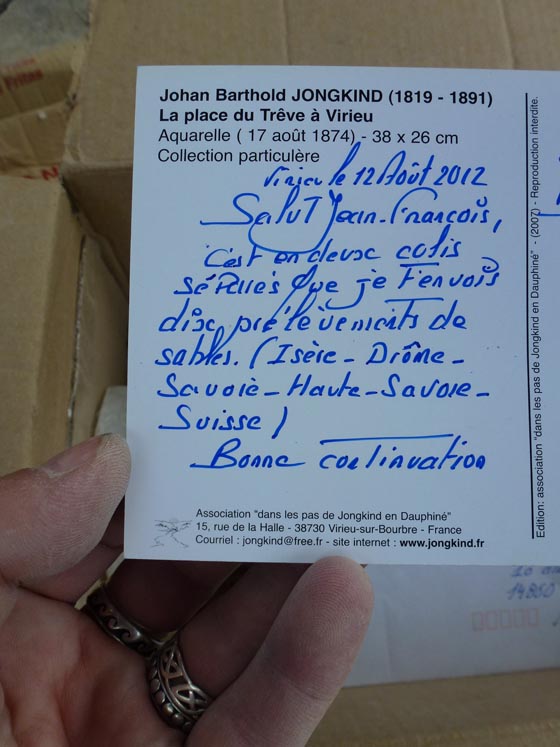 Johan Barthold JONGKIND (1819 - 1891)
La place du Trêve à Virieu
Aquarelle ( 17 août 1874) - 38 x 26 cm
Collection particulère
Virieu le 12 Août 2012
Salut Jean-François,
c'est en deux colis
séparés que je t'envois
dix prélèvements de
sables. (Isère - Drôme -
Savoie - Haute-Savoie -
Suisse)
Bonne continuation
Association "dans les pas de Jongkind en Dauphiné"
15, rue de la Halle - 38730 Virieu-sur-Bourbre - France
Courriel : jongkind@free.fr - site internet : www.jongkind.fr
Edition: association "dans les pas de Jongkind en Dauphiné" - (2007) - Reproduction interdite.